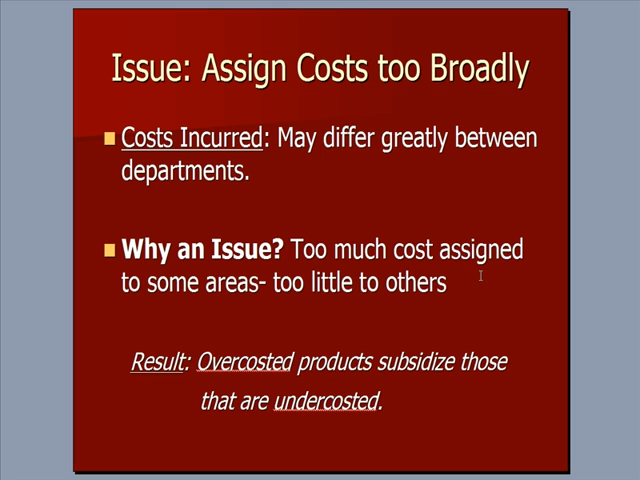 Issue: Assign Costs too Broadly
Costs Incurred: May differ greatly between
departments.
Why an Issue? Too much cost assigned
to some areas- too little to others
Result: Overcosted products subsidize those
that are undercosted.